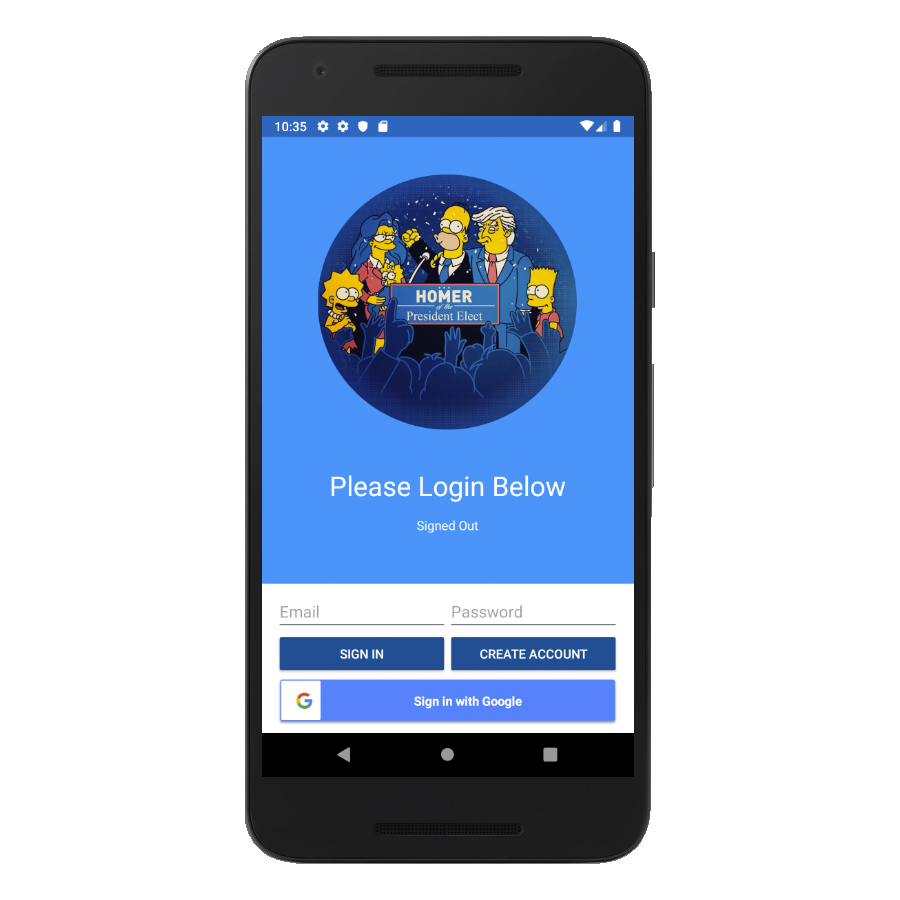 10:35
HOMER
of the
President Elect
Please Login Below
Signed Out
Email Password
SIGN IN CREATE ACCOUNT
G Sign in with Google